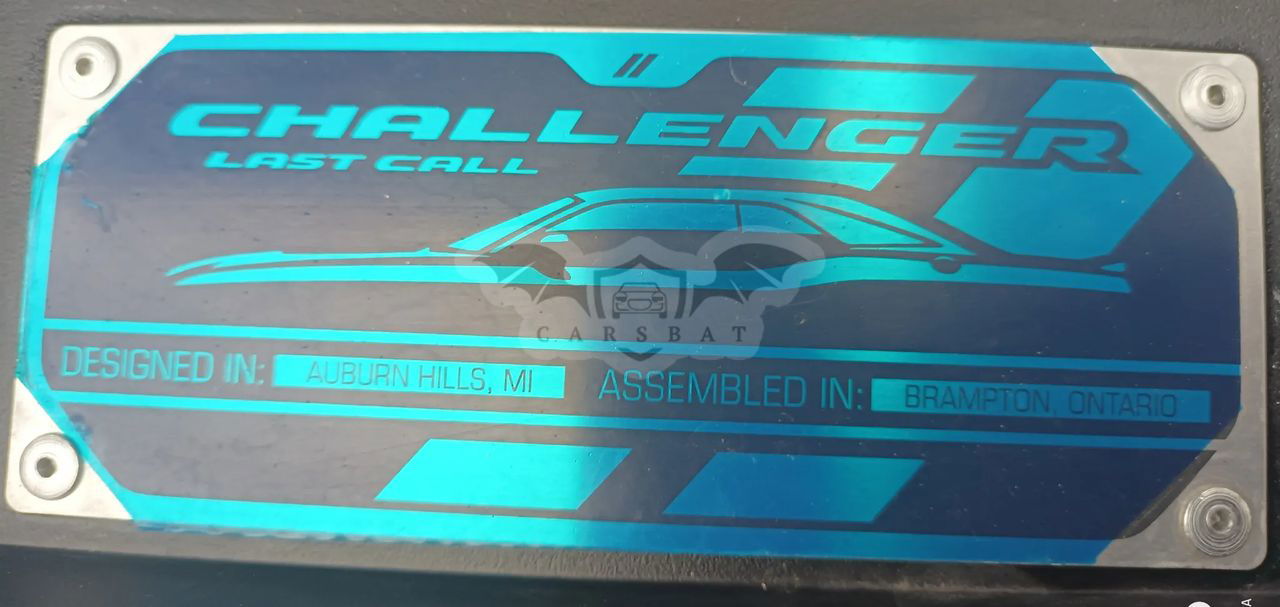 CHALLENGER
LAST CALL
CARSBAT
DESIGNED IN: AUBURN HILLS, MI ASSEMBLED IN: BRAMPTON, ONTARIO
A